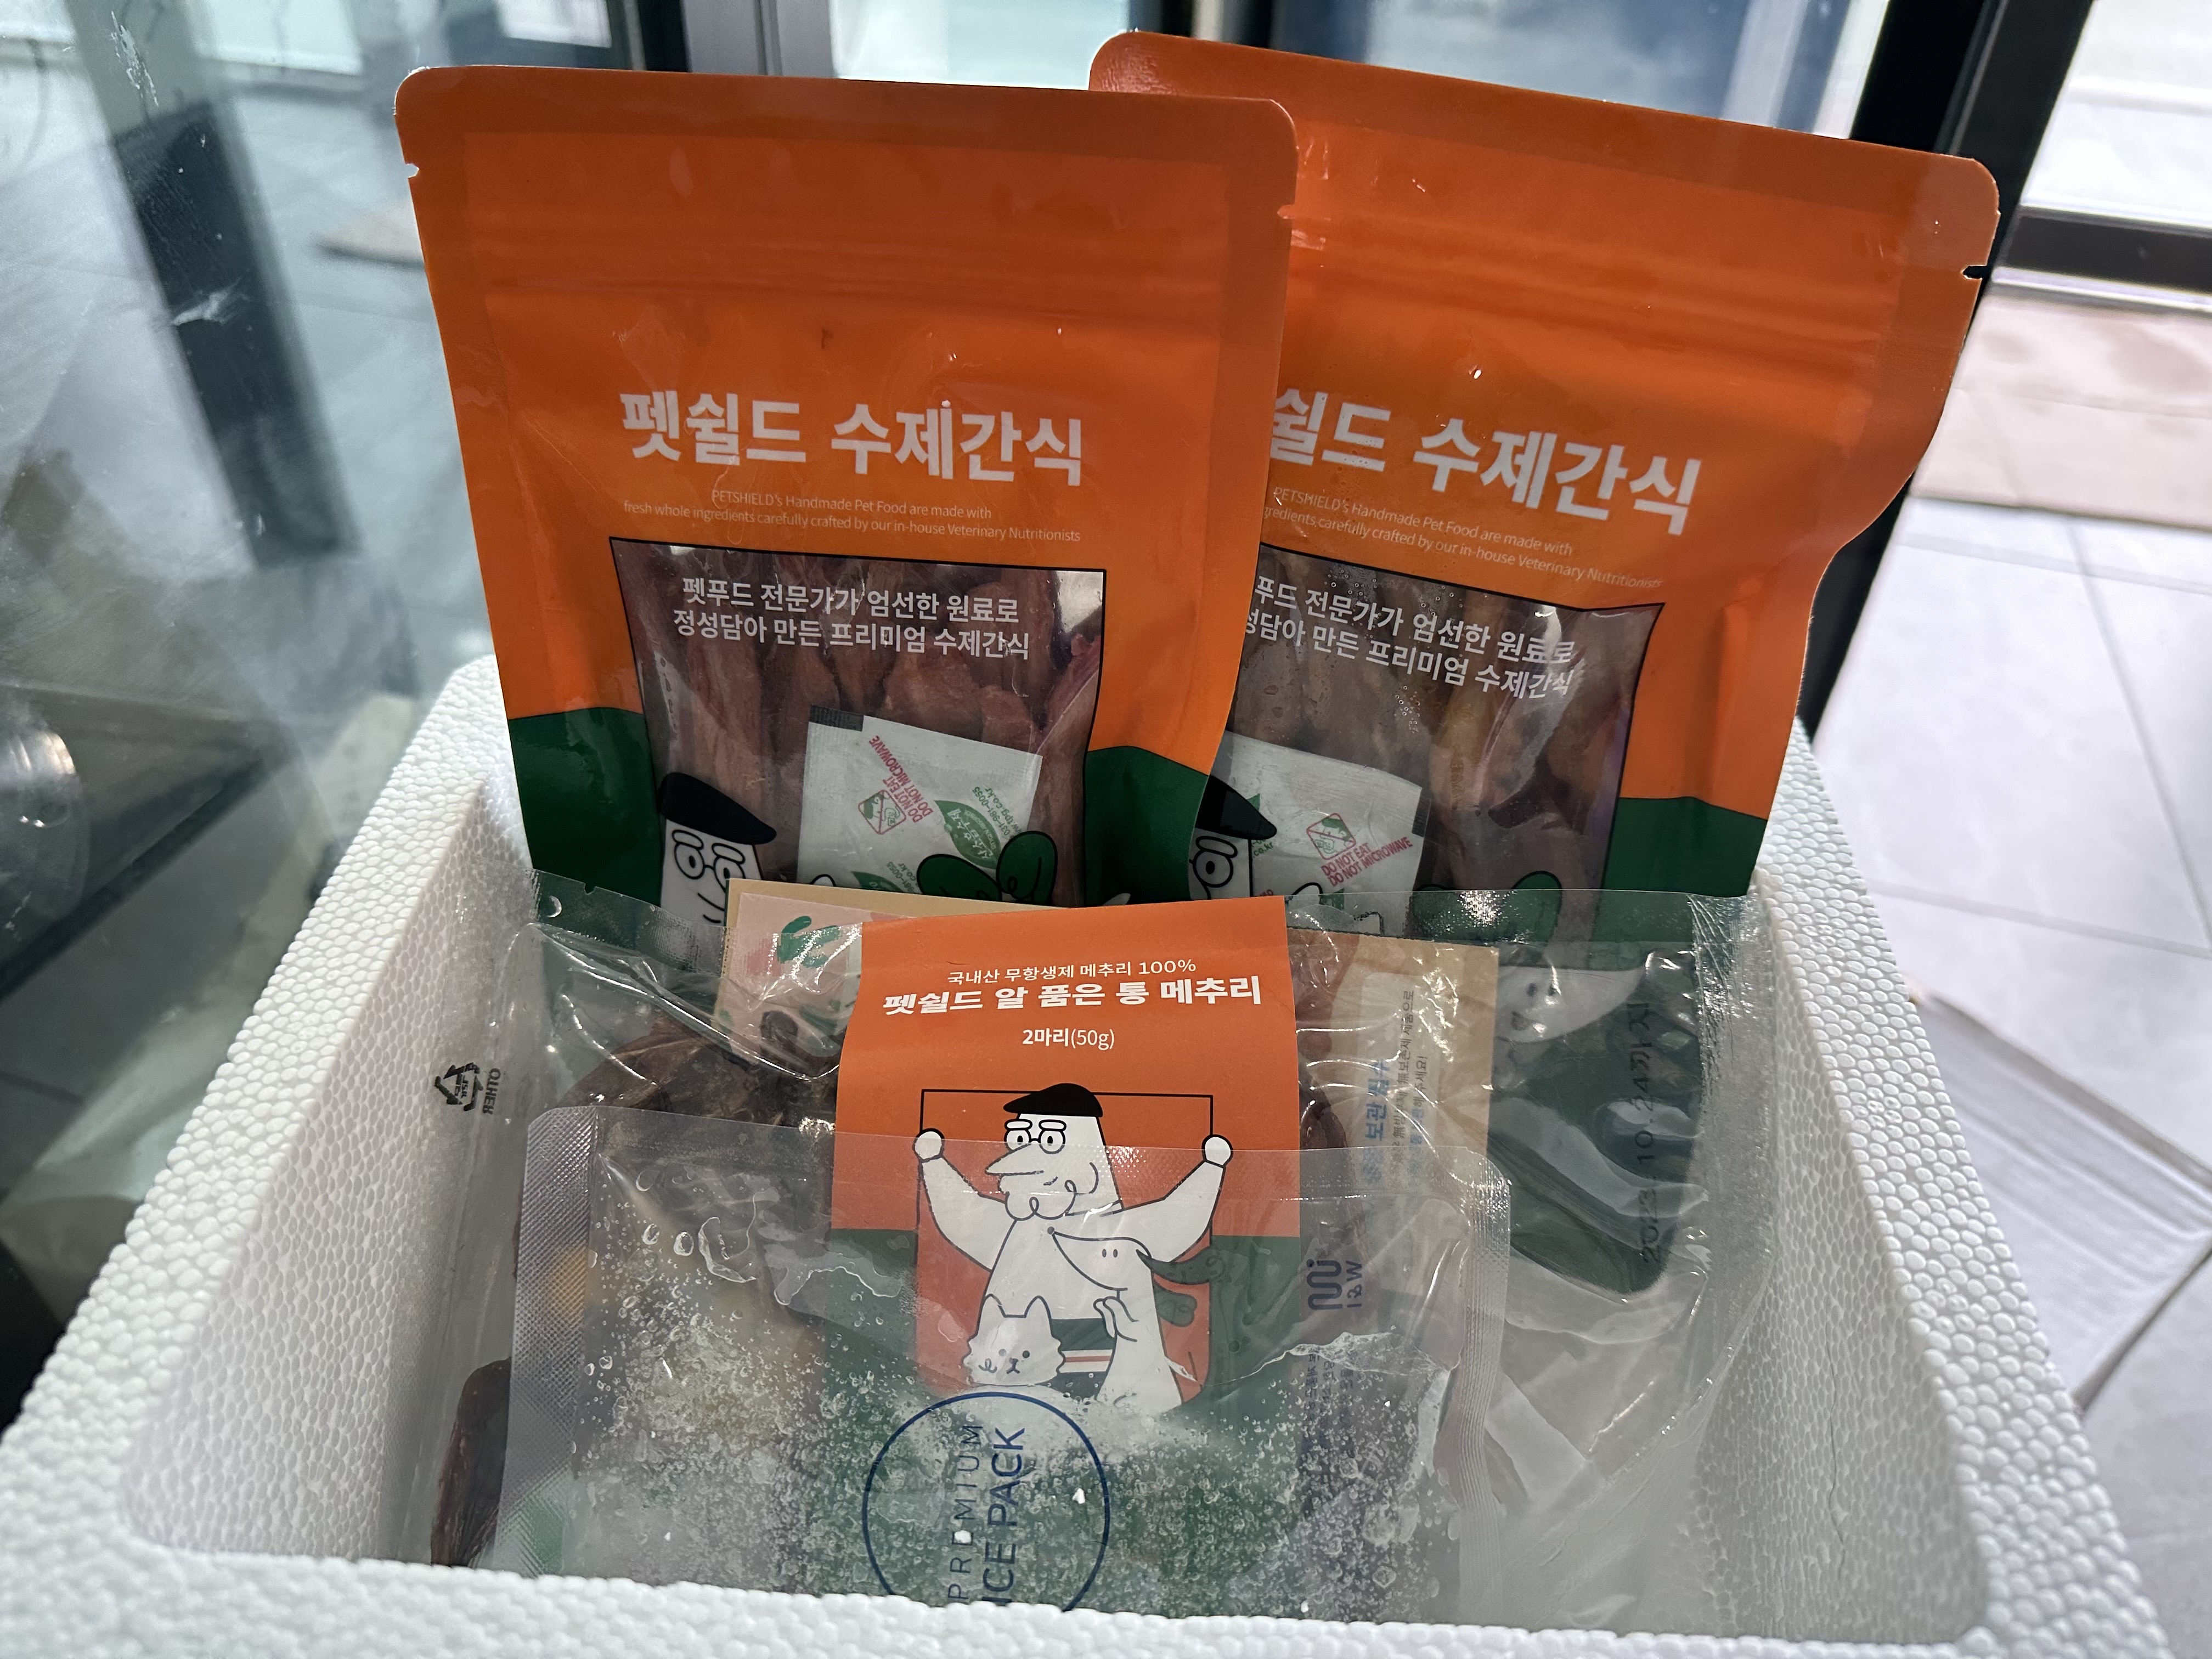 펫쉴드 수제간식
PETSHIELD's Handmade Pet Food are made with
fresh whole ingredients carefully crafted by our in-house Veterinary Nutritionists
펫푸드 전문가가 엄선한 원료로
정성담아 만든 프리미엄 수제간식
DO NOT EAT
DO NOT MICROWAVE
쉴드 수제간식
PETSHIELD's Handmade Pet Food are made with
carefully crafted by our in-house Veterinary Nutritionists
푸드 전문가가 엄선한 원료로
성담아 만든 프리미엄 수제간식
DO NOT EAT
DO NOT MICROWAVE
국내산 무항생제 메추리 100%
펫쉴드 알 품은 통 메추리
2마리(50g)
OTHER
보관
10.24까지
PREMIUM
ICE PACK